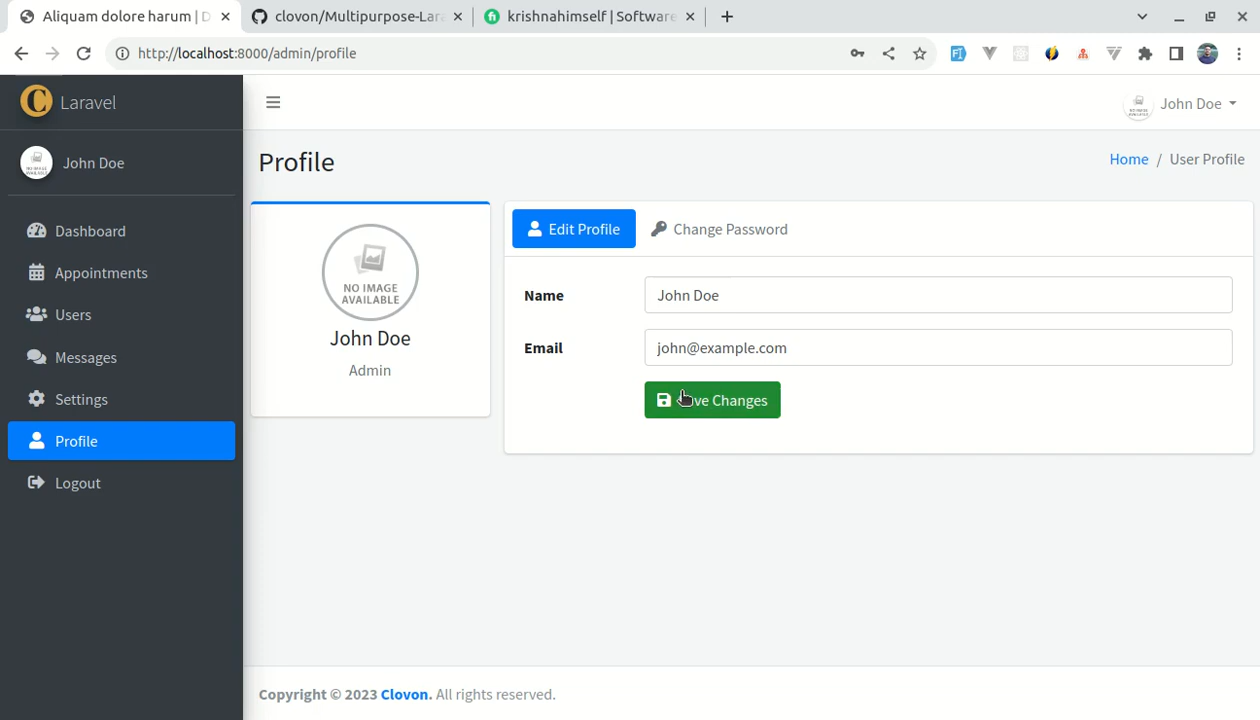 Aliquam dolore harum | D
clovon/Multipurpose-Lara
krishnahimself | Software
http://localhost:8000/admin/profile
Laravel
John Doe
John Doe
Profile
Home / User Profile
Dashboard
Appointments
Users
Messages
Settings
Profile
Logout
NO IMAGE
AVAILABLE
John Doe
Admin
Edit Profile
Change Password
Name
John Doe
Email
john@example.com
ve Changes
Copyright © 2023 Clovon. All rights reserved.